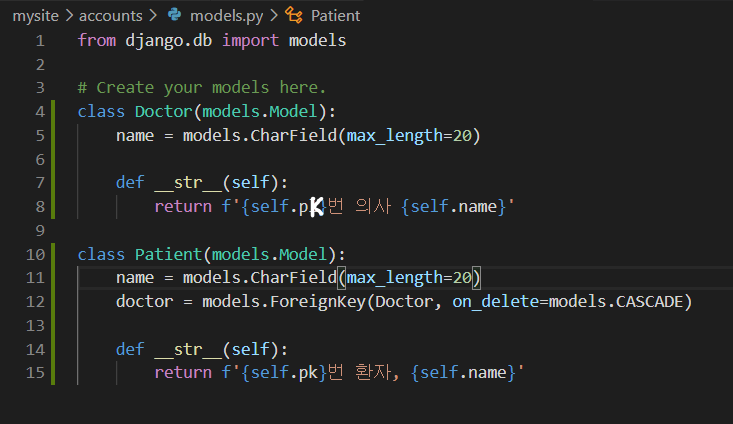 mysite > accounts > models.py > Patient
1 from django.db import models
2
3 # Create your models here.
4 class Doctor(models.Model):
5     name = models.CharField(max_length=20)
6
7     def __str__(self):
8         return f'{self.pk}번 의사 {self.name}'
9
10 class Patient(models.Model):
11     name = models.CharField(max_length=20)
12     doctor = models.ForeignKey(Doctor, on_delete=models.CASCADE)
13
14     def __str__(self):
15         return f'{self.pk}번 환자, {self.name}'